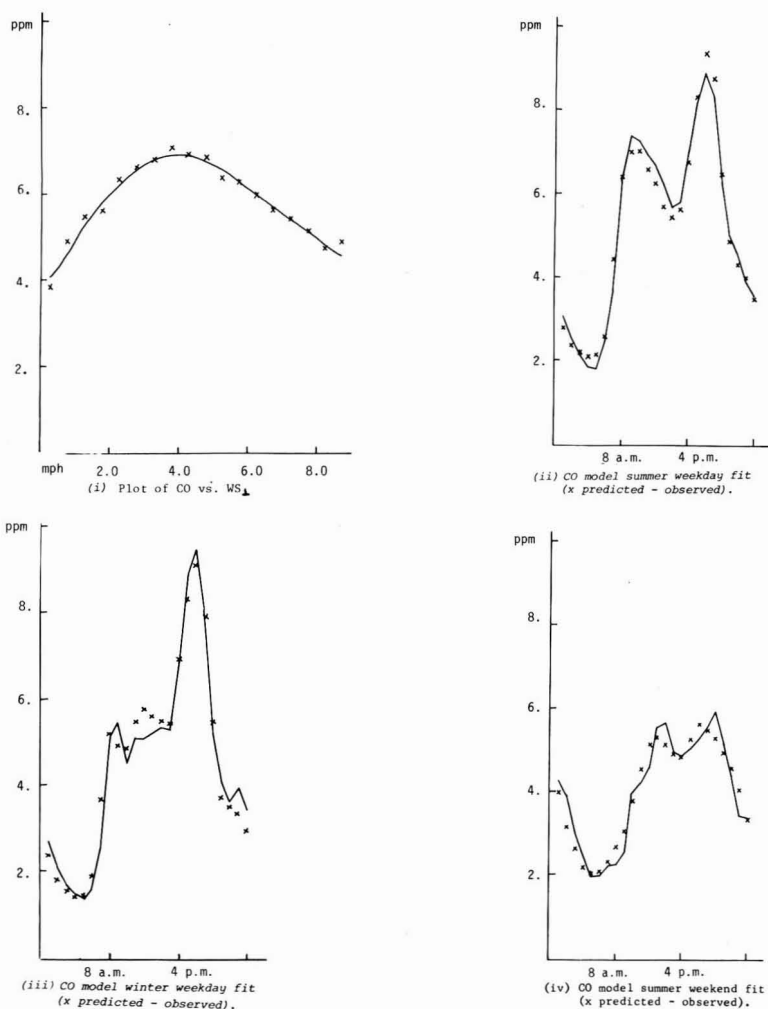 ppm
8.
6.
4.
2.
mph
2.0
4.0
6.0
8.0
(i) Plot of CO vs. WS⊥
ppm
8.
6.
4.
2.
8 a.m.
4 p.m.
(ii) CO model summer weekday fit
(x predicted - observed).
ppm
8.
6.
4.
2.
8 a.m.
4 p.m.
(iii) CO model winter weekday fit
(x predicted - observed).
ppm
8.
6.
4.
2.
8 a.m.
4 p.m.
(iv) CO model summer weekend fit
(x predicted - observed).